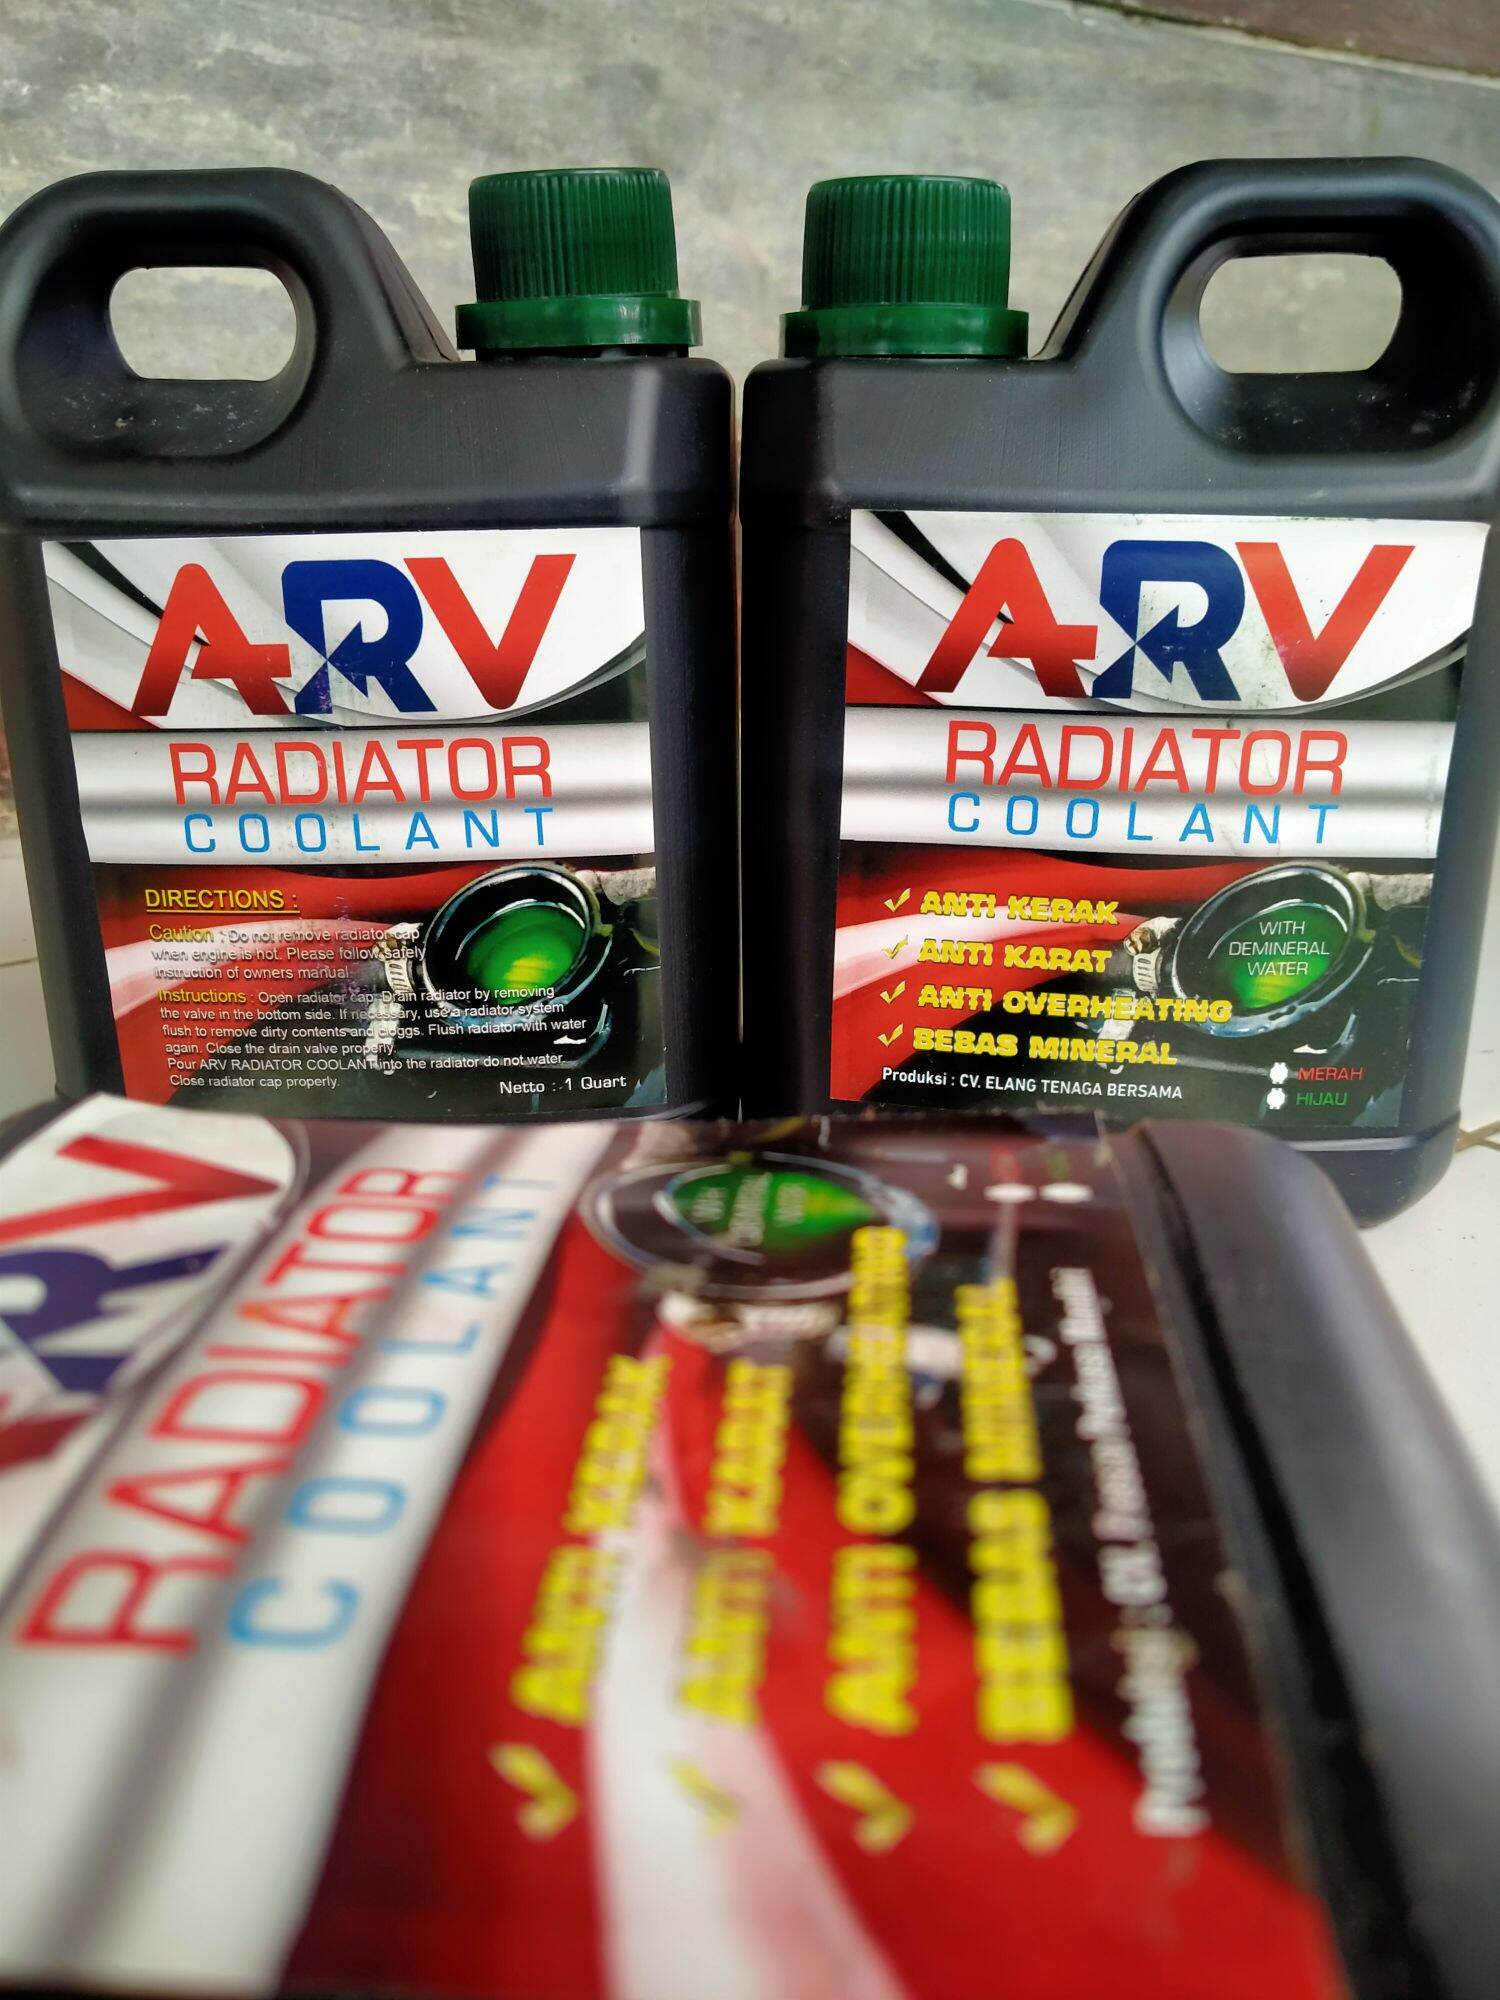 ARV
RADIATOR
COOLANT
DIRECTIONS :
Caution : Do not remove radiator cap
when engine is hot. Please follow safely
instruction of owners manual.
Instructions : Open radiator cap. Drain radiator by removing
the valve in the bottom side. If necessary, use a radiator system
flush to remove dirty contents and cloggs. Flush radiator with water
again. Close the drain valve properly.
Pour ARV RADIATOR COOLANT into the radiator do not water.
Close radiator cap properly.
Netto : 1 Quart
ARV
RADIATOR
COOLANT
ANTI KERAK
ANTI KARAT
ANTI OVERHEATING
BEBAS MINERAL
WITH
DEMINERAL
WATER
Produksi : CV. ELANG TENAGA BERSAMA
MERAH
HIJAU
RV
RADIATOR
COOLANT
ANTI KERAK
ANTI KARAT
ANTI OVERHEATING
BEBAS MINERAL